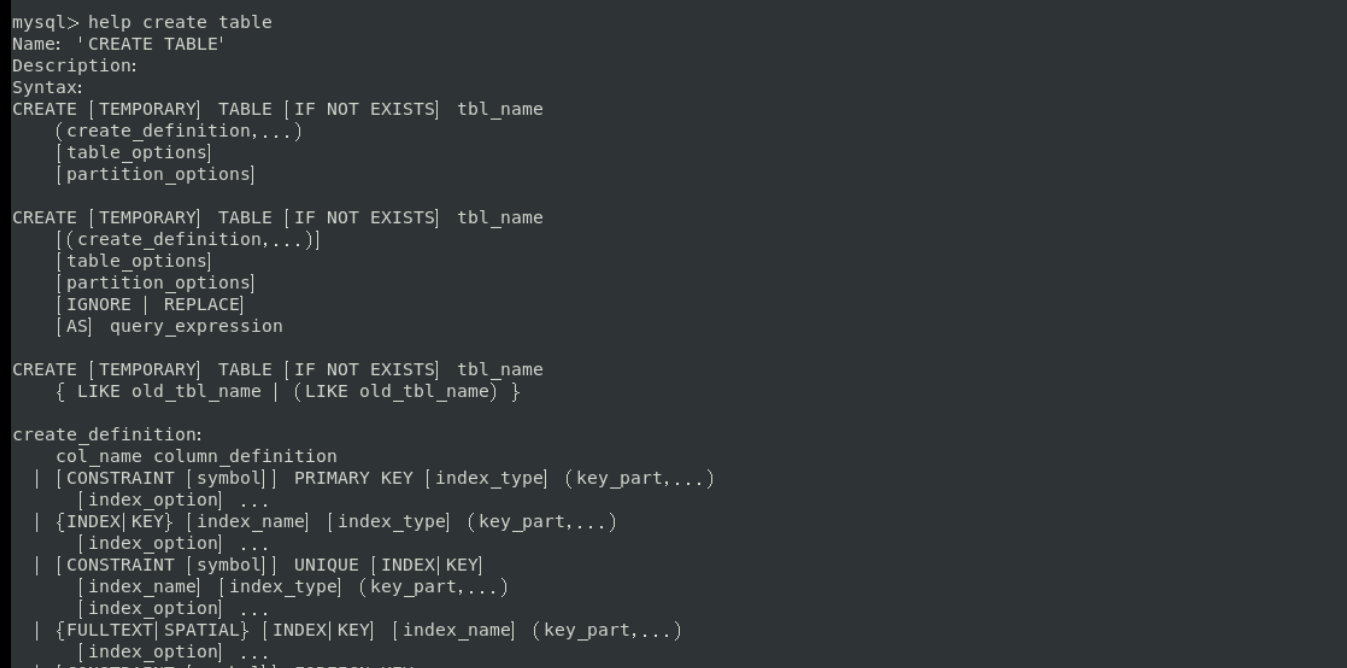 mysql> help create table
Name: 'CREATE TABLE'
Description:
Syntax:
CREATE [TEMPORARY] TABLE [IF NOT EXISTS] tbl_name
    (create_definition,...)
    [table_options]
    [partition_options]

CREATE [TEMPORARY] TABLE [IF NOT EXISTS] tbl_name
    [(create_definition,...)]
    [table_options]
    [partition_options]
    [IGNORE | REPLACE]
    [AS] query_expression

CREATE [TEMPORARY] TABLE [IF NOT EXISTS] tbl_name
    { LIKE old_tbl_name | (LIKE old_tbl_name) }

create_definition:
    col_name column_definition
  | [CONSTRAINT [symbol]] PRIMARY KEY [index_type] (key_part,...)
      [index_option] ...
  | {INDEX|KEY} [index_name] [index_type] (key_part,...)
      [index_option] ...
  | [CONSTRAINT [symbol]] UNIQUE [INDEX|KEY]
      [index_name] [index_type] (key_part,...)
      [index_option] ...
  | {FULLTEXT|SPATIAL} [INDEX|KEY] [index_name] (key_part,...)
      [index_option] ...